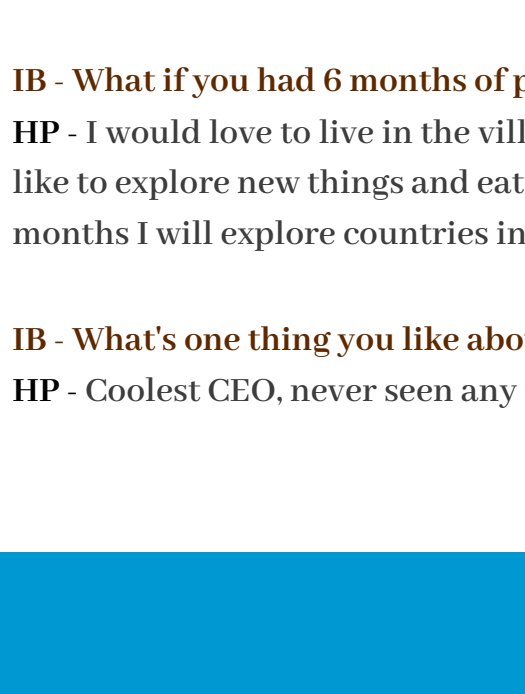 IB - What if you had 6 months of
HP - I would love to live in the
like to explore new things and eat
months I will explore countries in
IB - What's one thing you like
HP - Coolest CEO, never seen any